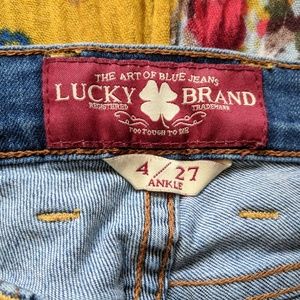 THE ART OF BLUE JEANS
LUCKY BRAND
REGISTERED TRADEMARK
TOO TOUGH TO DIE
4/27
ANKLE